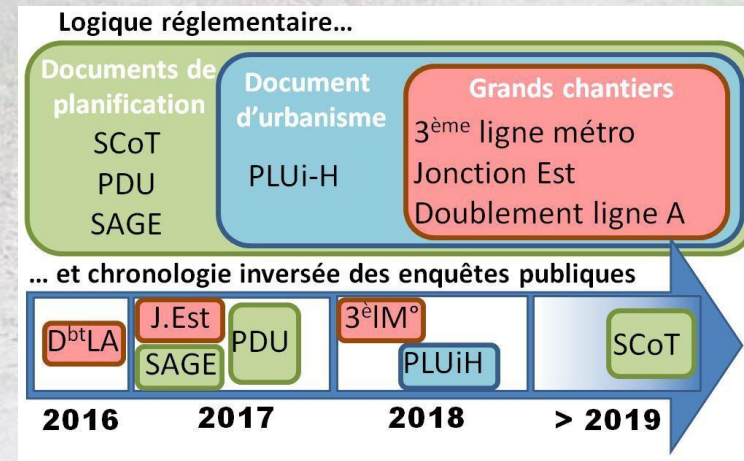 Logique réglementaire…
Documents de
planification
SCoT
PDU
SAGE
Document
d’urbanisme
PLUi-H
Grands chantiers
3ème ligne métro
Jonction Est
Doublement ligne A
… et chronologie inversée des enquêtes publiques
DbtLA
J.Est
SAGE
PDU
3èlM°
PLUiH
SCoT
2016
2017
2018
> 2019